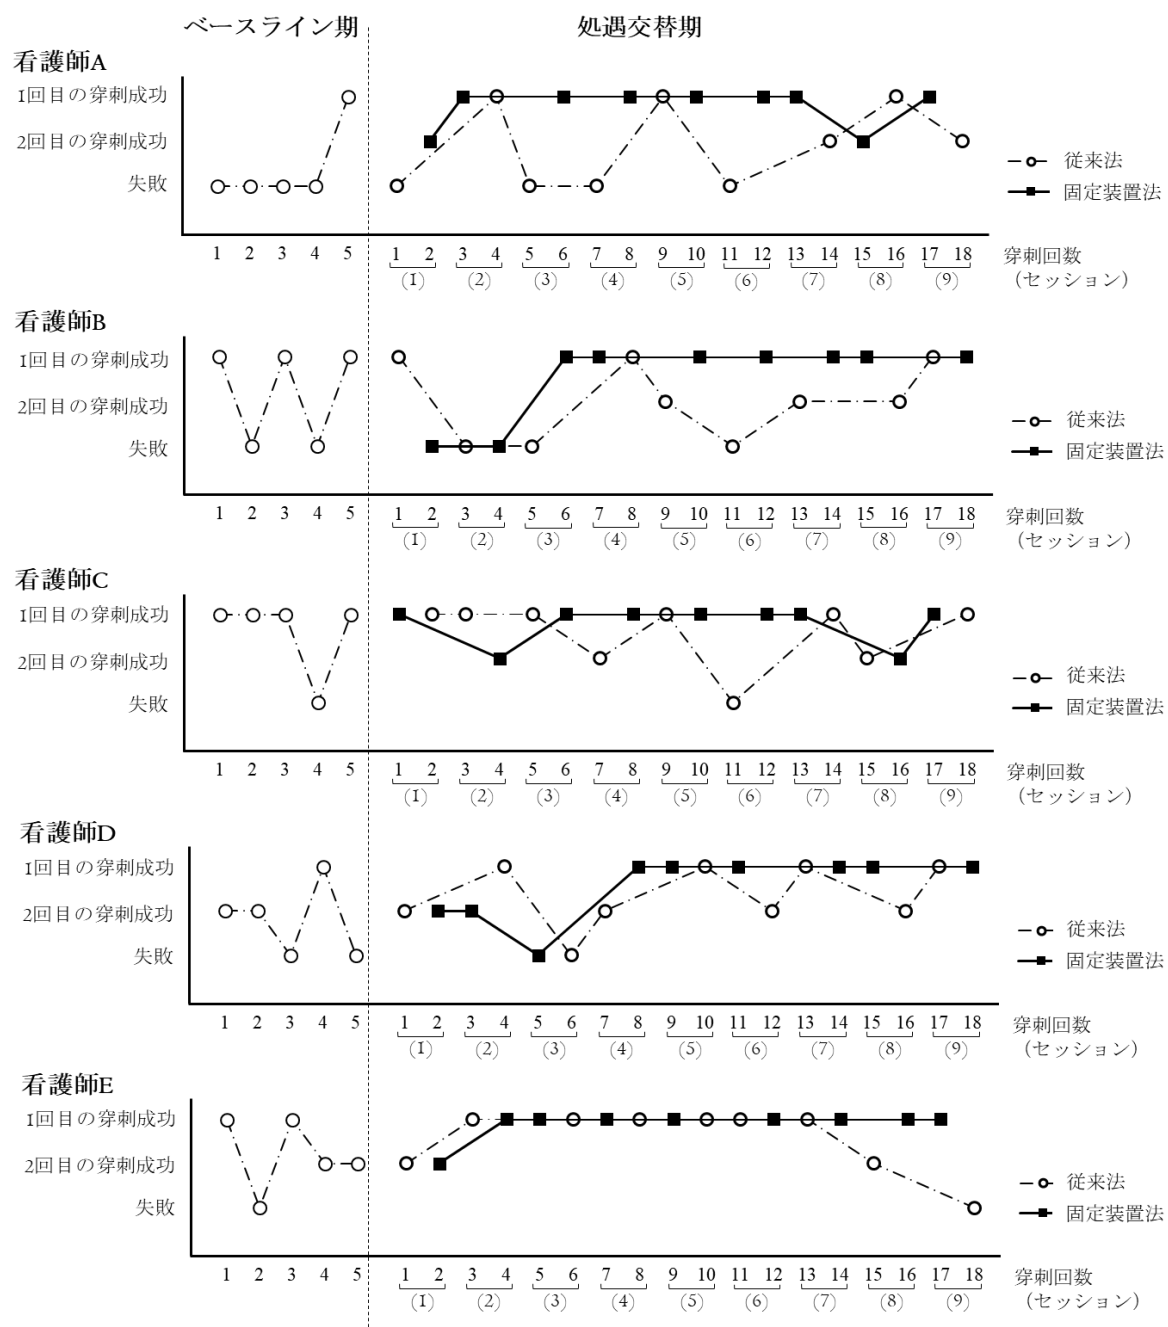 ベースライン期 処遇交替期
看護師A
1回目の穿刺成功
2回目の穿刺成功
失敗
従来法
固定装置法
1 2 3 4 5 1 2 3 4 5 6 7 8 9 10 11 12 13 14 15 16 17 18 穿刺回数
(1) (2) (3) (4) (5) (6) (7) (8) (9) (セッション)
看護師B
1回目の穿刺成功
2回目の穿刺成功
失敗
従来法
固定装置法
1 2 3 4 5 1 2 3 4 5 6 7 8 9 10 11 12 13 14 15 16 17 18 穿刺回数
(1) (2) (3) (4) (5) (6) (7) (8) (9) (セッション)
看護師C
1回目の穿刺成功
2回目の穿刺成功
失敗
従来法
固定装置法
1 2 3 4 5 1 2 3 4 5 6 7 8 9 10 11 12 13 14 15 16 17 18 穿刺回数
(1) (2) (3) (4) (5) (6) (7) (8) (9) (セッション)
看護師D
1回目の穿刺成功
2回目の穿刺成功
失敗
従来法
固定装置法
1 2 3 4 5 1 2 3 4 5 6 7 8 9 10 11 12 13 14 15 16 17 18 穿刺回数
(1) (2) (3) (4) (5) (6) (7) (8) (9) (セッション)
看護師E
1回目の穿刺成功
2回目の穿刺成功
失敗
従来法
固定装置法
1 2 3 4 5 1 2 3 4 5 6 7 8 9 10 11 12 13 14 15 16 17 18 穿刺回数
(1) (2) (3) (4) (5) (6) (7) (8) (9) (セッション)